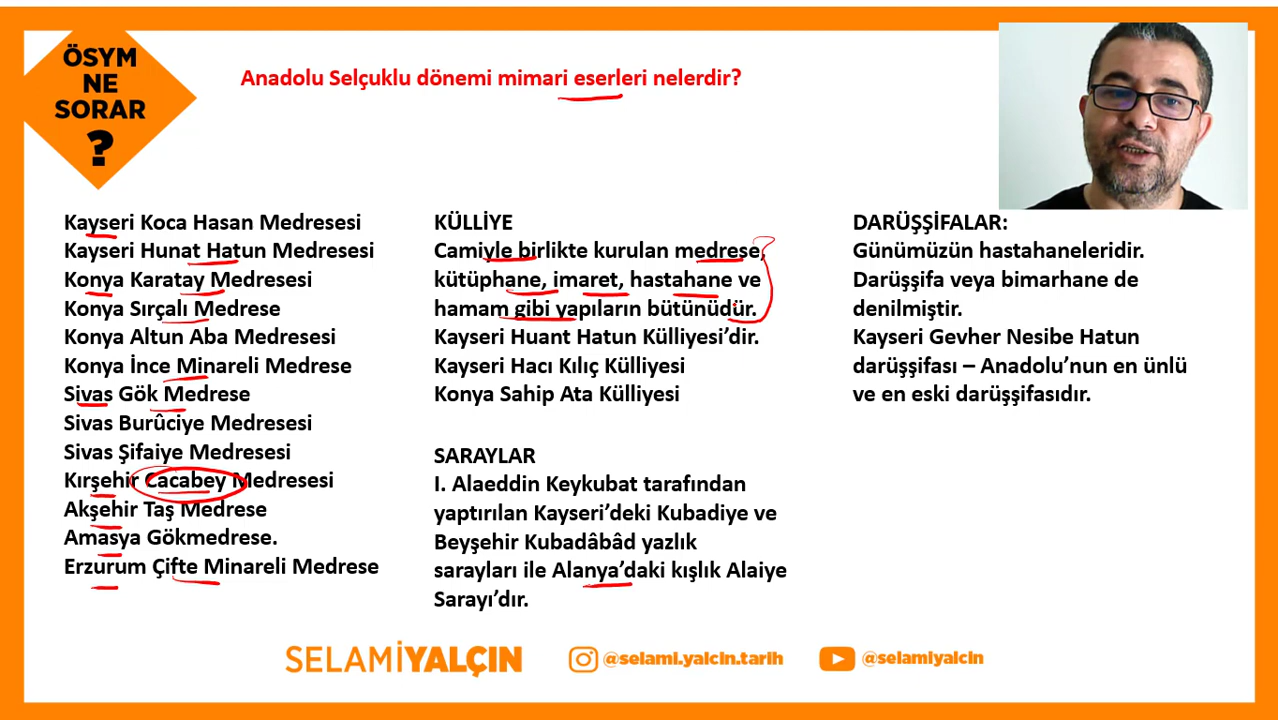 ÖSYM
NE
SORAR
?
Anadolu Selçuklu dönemi mimari eserleri nelerdir?
Kayseri Koca Hasan Medresesi
Kayseri Hunat Hatun Medresesi
Konya Karatay Medresesi
Konya Sırçalı Medrese
Konya Altun Aba Medresesi
Konya İnce Minareli Medrese
Sivas Gök Medrese
Sivas Burûciye Medresesi
Sivas Şifaiye Medresesi
Kırşehir Cacabey Medresesi
Akşehir Taş Medrese
Amasya Gökmedrese.
Erzurum Çifte Minareli Medrese
KÜLLİYE
Camiyle birlikte kurulan medrese,
kütüphane, imaret, hastahane ve
hamam gibi yapıların bütünüdür.
Kayseri Huant Hatun Külliyesi’dir.
Kayseri Hacı Kılıç Külliyesi
Konya Sahip Ata Külliyesi
SARAYLAR
I. Alaeddin Keykubat tarafından
yaptırılan Kayseri’deki Kubadiye ve
Beyşehir Kubadâbâd yazlık
sarayları ile Alanya’daki kışlık Alaiye
Sarayı’dır.
DARÜŞŞİFALAR:
Günümüzün hastahaneleridir.
Darüşşifa veya bimarhane de
denilmiştir.
Kayseri Gevher Nesibe Hatun
darüşşifası – Anadolu’nun en ünlü
ve en eski darüşşifasıdır.
SELAMİYALÇIN
@selami.yalcin.tarih
@selamiyalcin